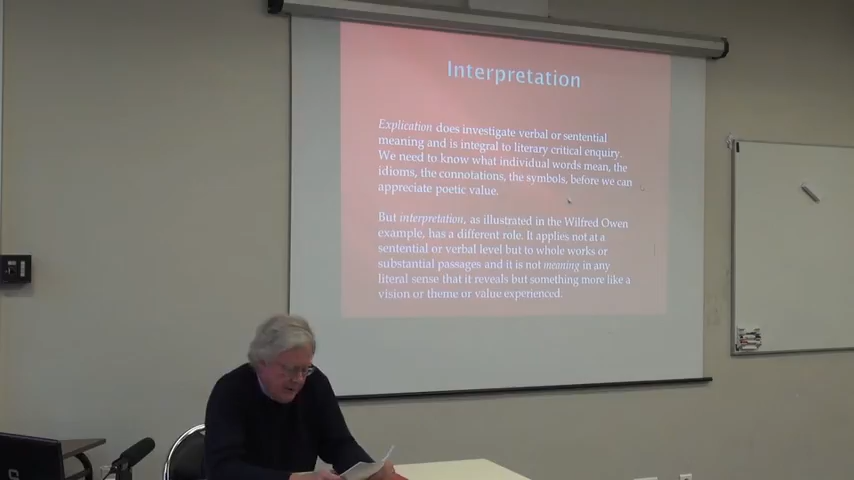 Interpretation
Explication does investigate verbal or sentential
meaning and is integral to literary critical enquiry.
We need to know what individual words mean, the
idioms, the connotations, the symbols, before we can
appreciate poetic value.
But interpretation, as illustrated in the Wilfred Owen
example, has a different role. It applies not at a
sentential or verbal level but to whole works or
substantial passages and it is not meaning in any
literal sense that it reveals but something more like a
vision or theme or value experienced.